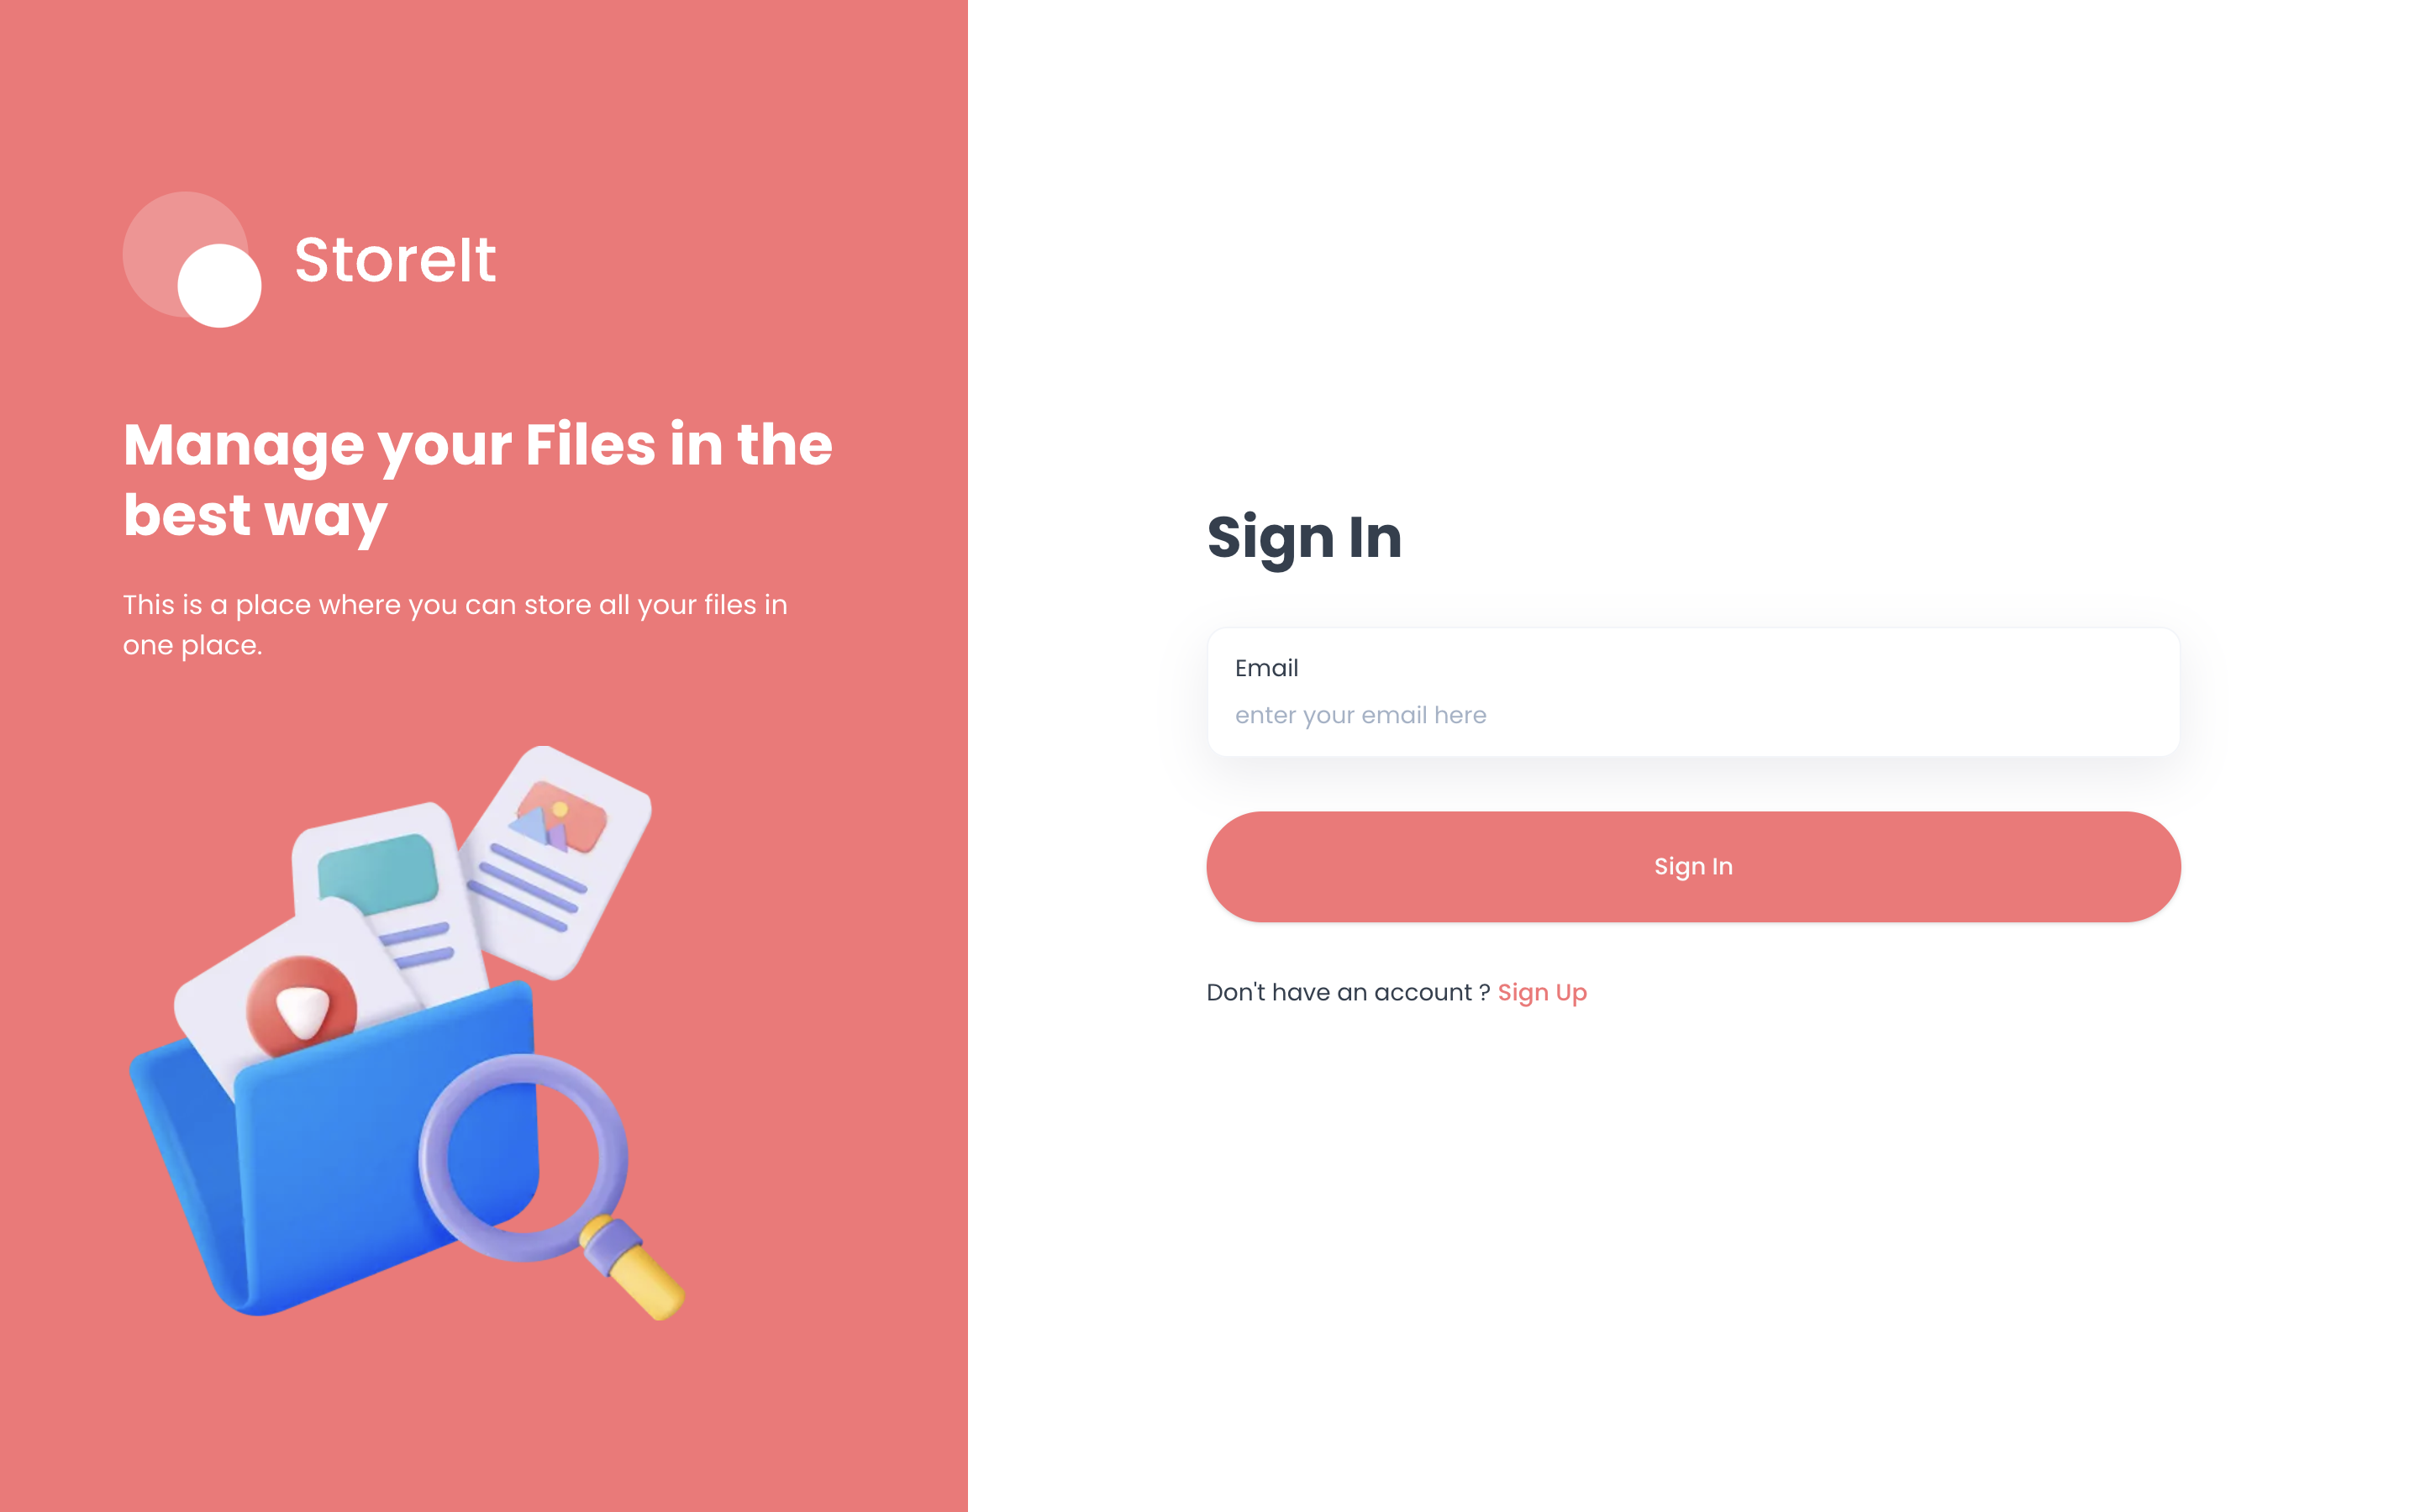 StoreIt
Manage your Files in the
best way
This is a place where you can store all your files in
one place.
Sign In
Email
enter your email here
Sign In
Don't have an account ? Sign Up